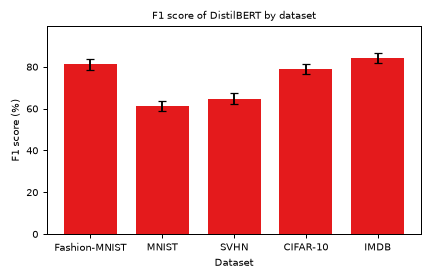 F1 score of DistilBERT by dataset
F1 score (%)
80
60
40
20
0
Fashion-MNIST MNIST SVHN CIFAR-10 IMDB
Dataset